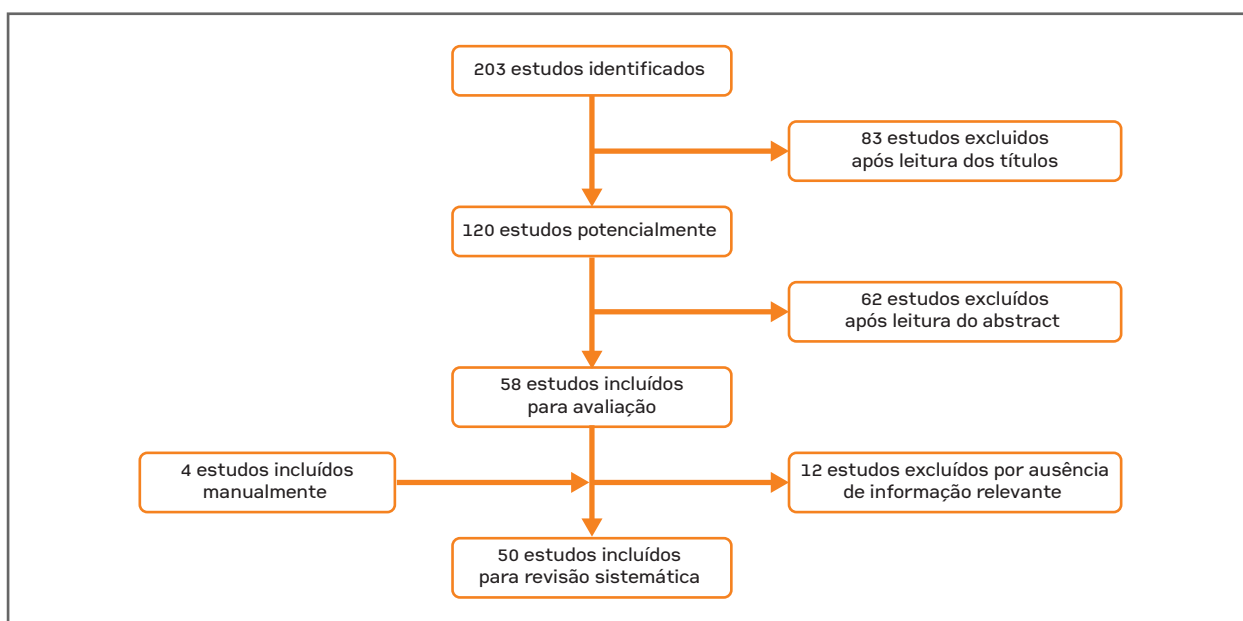 203 estudos identificados
83 estudos excluidos
após leitura dos títulos
120 estudos potencialmente
62 estudos excluídos
após leitura do abstract
58 estudos incluídos
para avaliação
4 estudos incluídos
manualmente
12 estudos excluídos por ausência
de informação relevante
50 estudos incluídos
para revisão sistemática